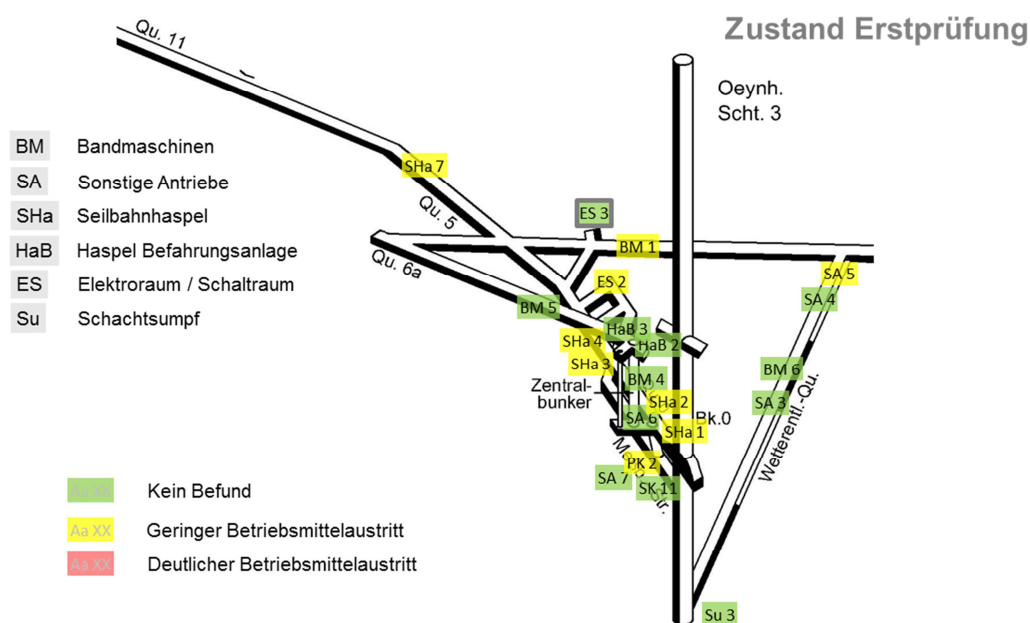 Zustand Erstprüfung
Qu. 11
Oeynh.
Scht. 3
BM Bandmaschinen
SA Sonstige Antriebe
SHa Seilbahnhaspel
HaB Haspel Befahrungsanlage
ES Elektroraum / Schaltraum
Su Schachtsumpf
SHa 7
Qu. 5
ES 3
BM 1
Qu. 6a
ES 2
SA 5
SA 4
BM 5
HaB 3
SHa 4
HaB 2
SHa 3
BM 4
BM 6
Zentral-
bunker
SHa 2
SA 3
SA 6
Bk.0
SHa 1
Wetterentl.-Qu.
PK 2
SA 7
SK 11
Str.
Aa XX Kein Befund
Aa XX Geringer Betriebsmittelaustritt
Aa XX Deutlicher Betriebsmittelaustritt
Su 3